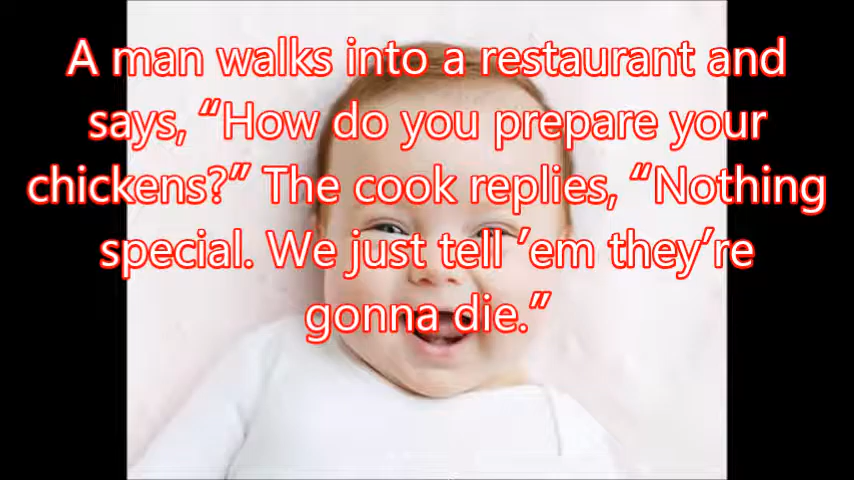 A man walks into a restaurant and
says, “How do you prepare your
chickens?” The cook replies, “Nothing
special. We just tell ’em they’re
gonna die.”